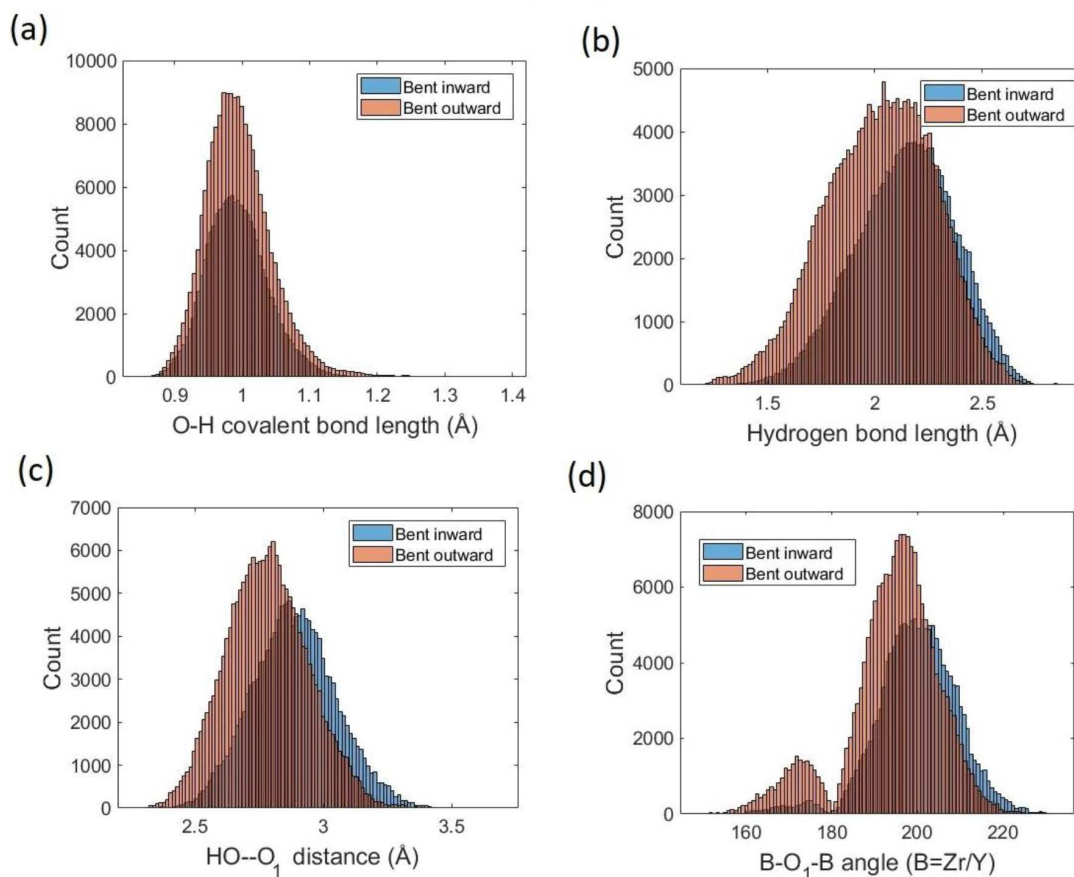 (a)
10000
8000
6000
4000
2000
0
Count
Bent inward
Bent outward
0.9 1 1.1 1.2 1.3 1.4
O-H covalent bond length (Å)
(b)
5000
4000
3000
2000
1000
0
Count
Bent inward
Bent outward
1.5 2 2.5
Hydrogen bond length (Å)
(c)
7000
6000
5000
4000
3000
2000
1000
0
Count
Bent inward
Bent outward
2.5 3 3.5
HO--O₁ distance (Å)
(d)
8000
6000
4000
2000
0
Count
Bent inward
Bent outward
160 180 200 220
B-O₁-B angle (B=Zr/Y)